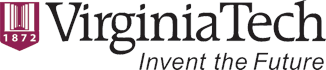 1872
VirginiaTech
Invent the Future